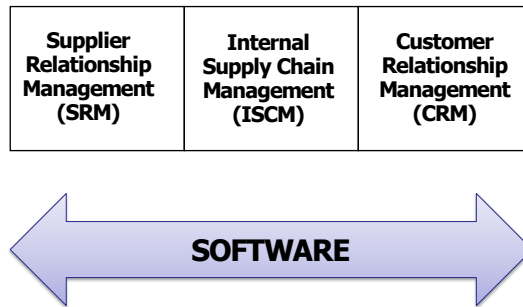 Supplier
Relationship
Management
(SRM)
Internal
Supply Chain
Management
(ISCM)
Customer
Relationship
Management
(CRM)
SOFTWARE